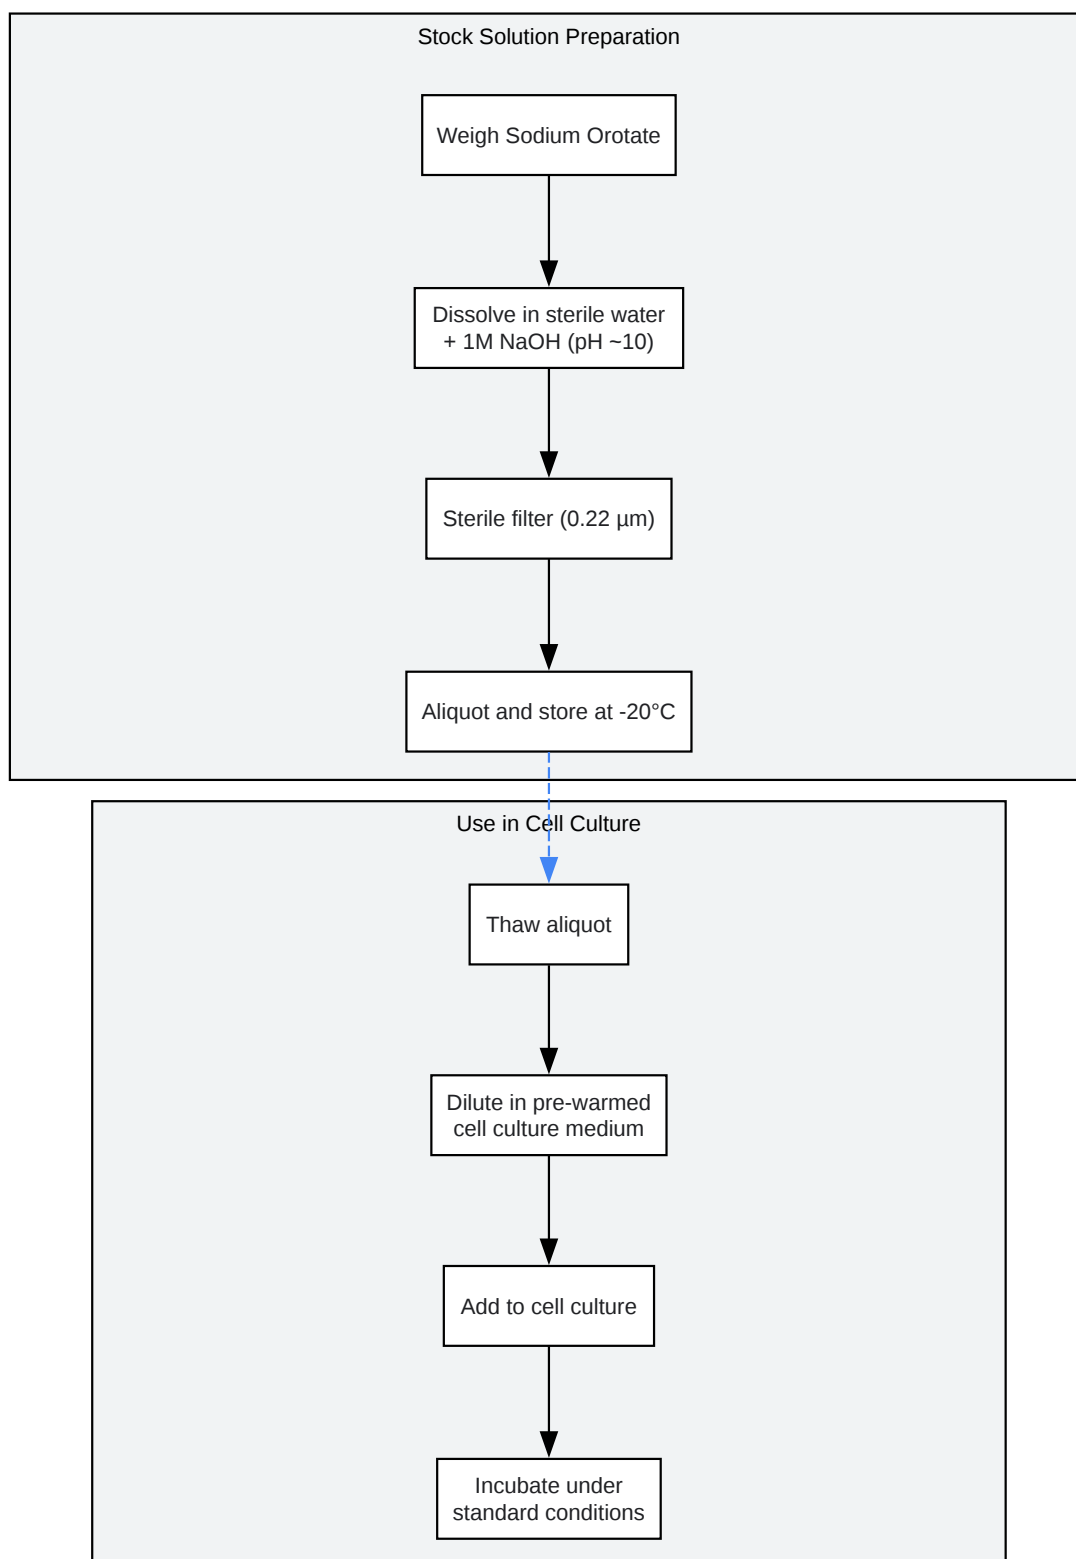 Stock Solution Preparation
Weigh Sodium Orotate
Dissolve in sterile water
+ 1M NaOH (pH ~10)
Sterile filter (0.22 µm)
Aliquot and store at -20°C
Use in Cell Culture
Thaw aliquot
Dilute in pre-warmed
cell culture medium
Add to cell culture
Incubate under
standard conditions